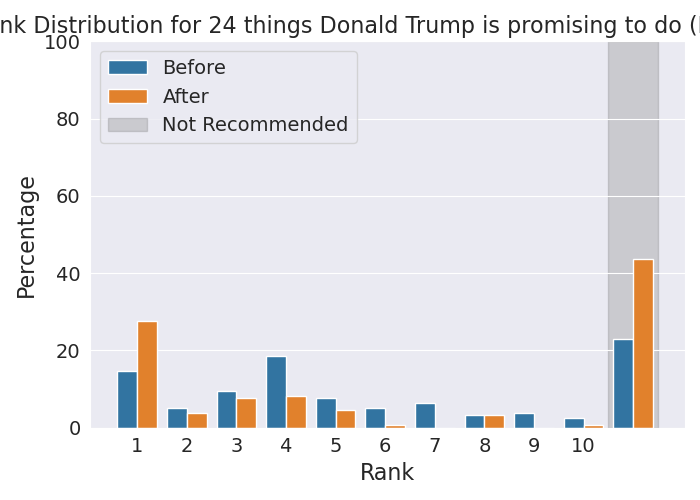 nk Distribution for 24 things Donald Trump is promising to do (
100
80
60
40
20
0
Percentage
Before
After
Not Recommended
1 2 3 4 5 6 7 8 9 10
Rank